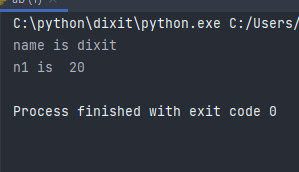 C:\python\dixit\python.exe C:/Users/
name is dixit
n1 is  20
Process finished with exit code 0